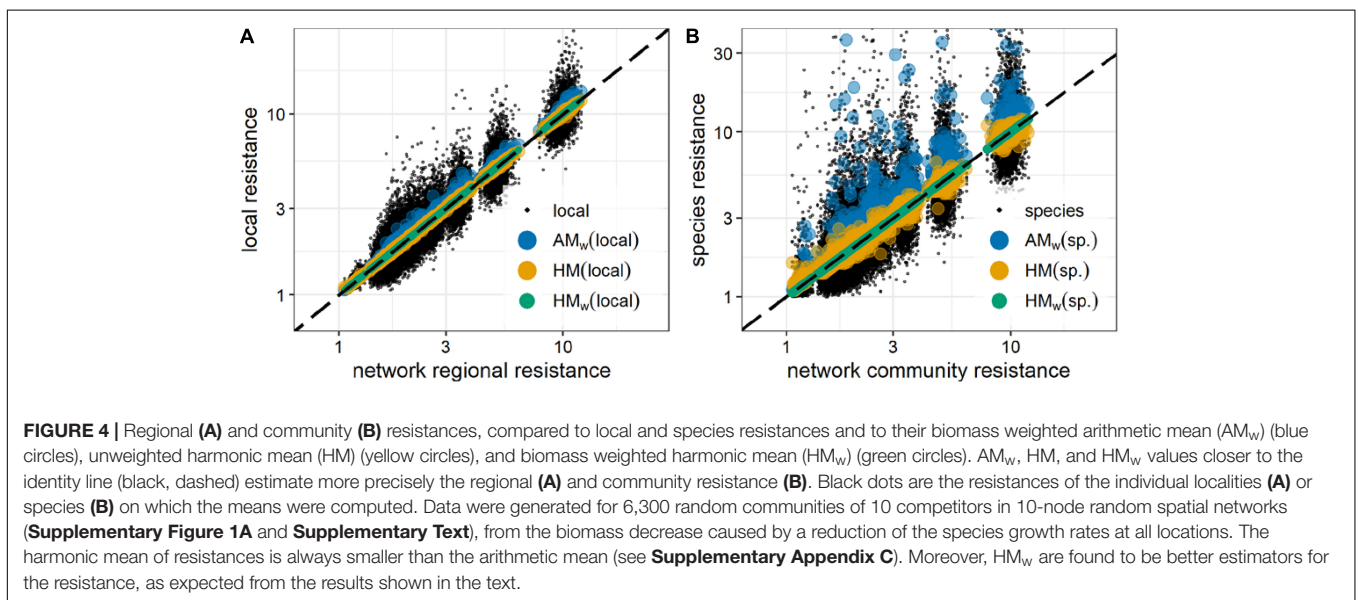 A
B
local resistance
10
3
1
local
AMw(local)
HM(local)
HMw(local)
1
3
10
network regional resistance
species resistance
30
10
3
1
species
AMw(sp.)
HM(sp.)
HMw(sp.)
1
3
10
network community resistance
FIGURE 4 | Regional (A) and community (B) resistances, compared to local and species resistances and to their biomass weighted arithmetic mean (AMw) (blue
circles), unweighted harmonic mean (HM) (yellow circles), and biomass weighted harmonic mean (HMw) (green circles). AMw, HM, and HMw values closer to the
identity line (black, dashed) estimate more precisely the regional (A) and community resistance (B). Black dots are the resistances of the individual localities (A) or
species (B) on which the means were computed. Data were generated for 6,300 random communities of 10 competitors in 10-node random spatial networks
(Supplementary Figure 1A and Supplementary Text), from the biomass decrease caused by a reduction of the species growth rates at all locations. The
harmonic mean of resistances is always smaller than the arithmetic mean (see Supplementary Appendix C). Moreover, HMw are found to be better estimators for
the resistance, as expected from the results shown in the text.